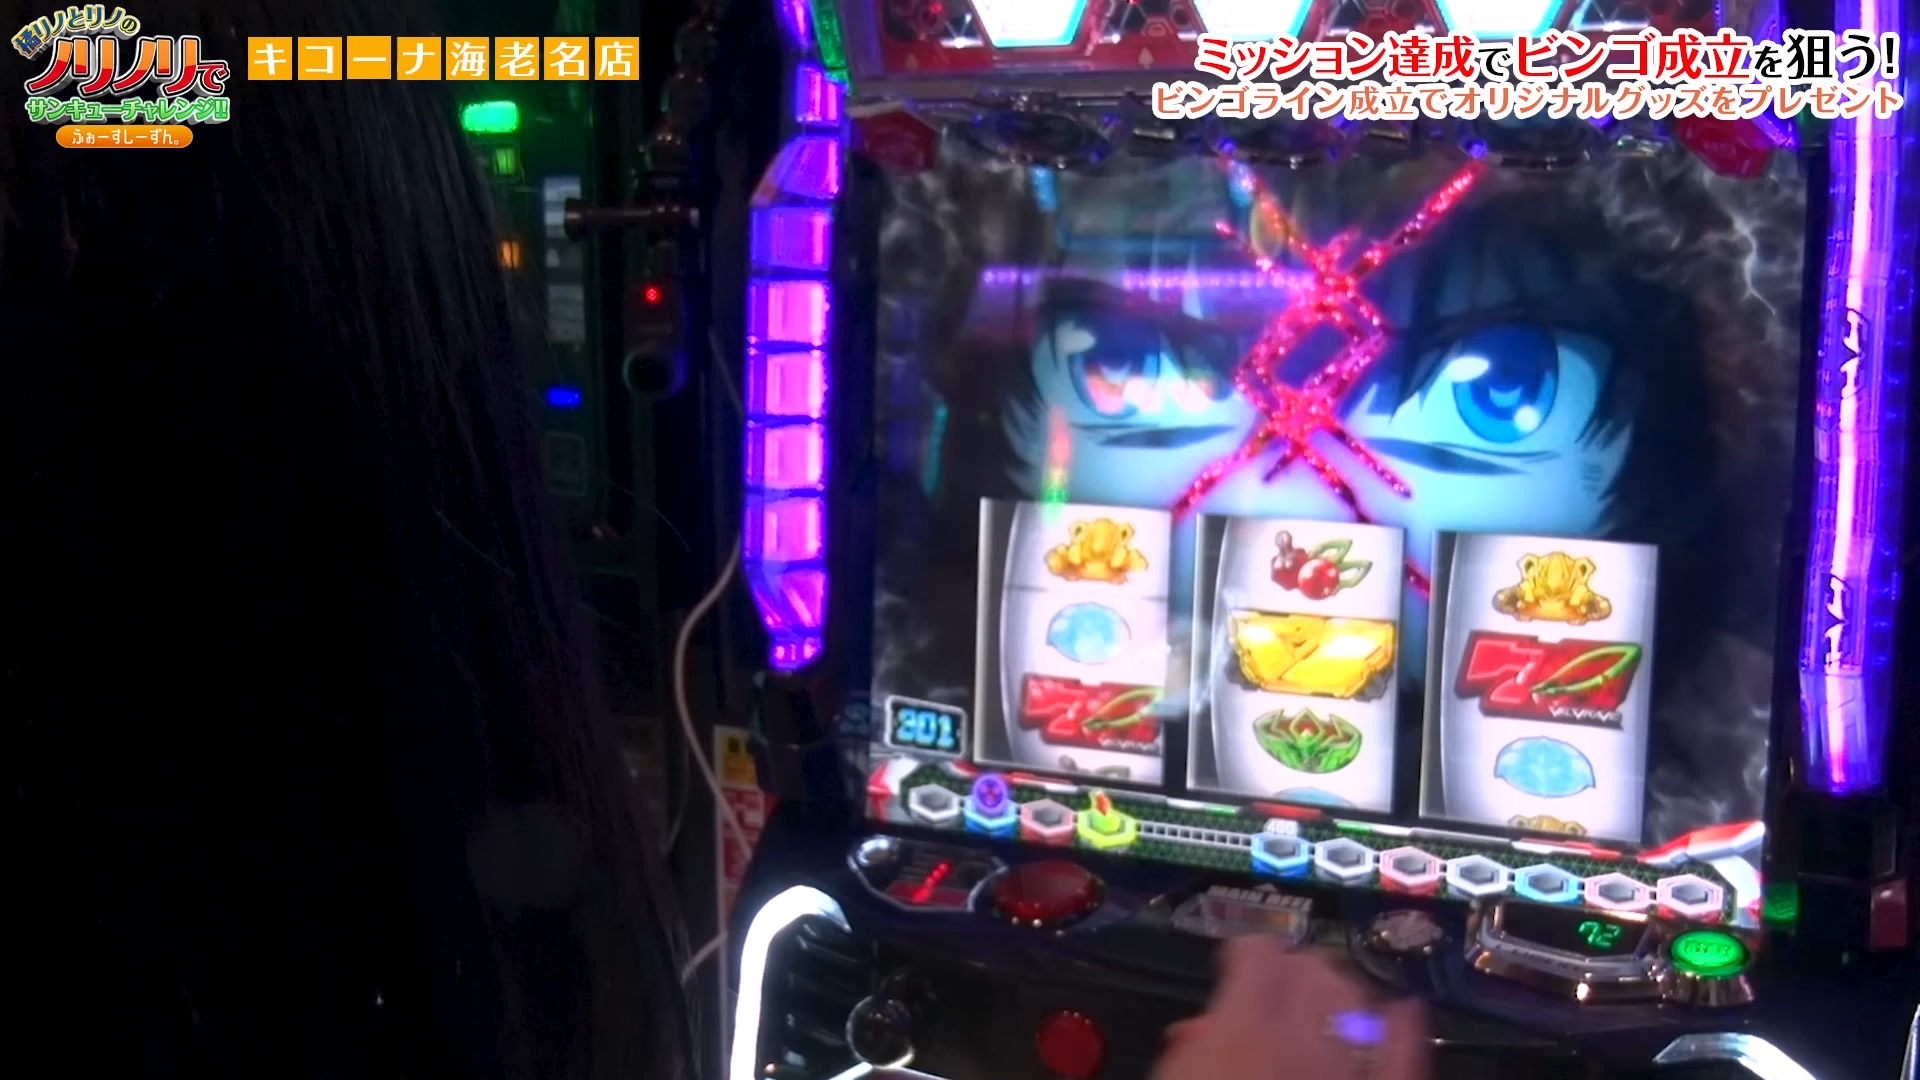 橘リノとリノの
ノリノリで
サンキューチャレンジ!!
ふぉーすしーずん。
キコーナ海老名店
ミッション達成でビンゴ成立を狙う!
ビンゴライン成立でオリジナルグッズをプレゼント
301
MAIN REEL
72